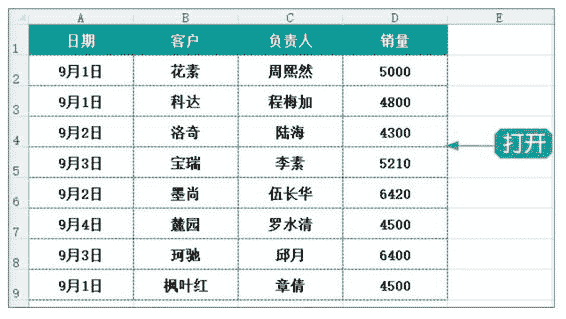 A B C D E
1 日期 客户 负责人 销量
2 9月1日 花素 周熙然 5000
3 9月1日 科达 程梅加 4800
4 9月2日 洛奇 陆海 4300
打开
5 9月3日 宝瑞 李素 5210
6 9月2日 墨尚 伍长华 6420
7 9月4日 麓园 罗水清 4500
8 9月3日 珂驰 邱月 6400
9 9月1日 枫叶红 章倩 4500